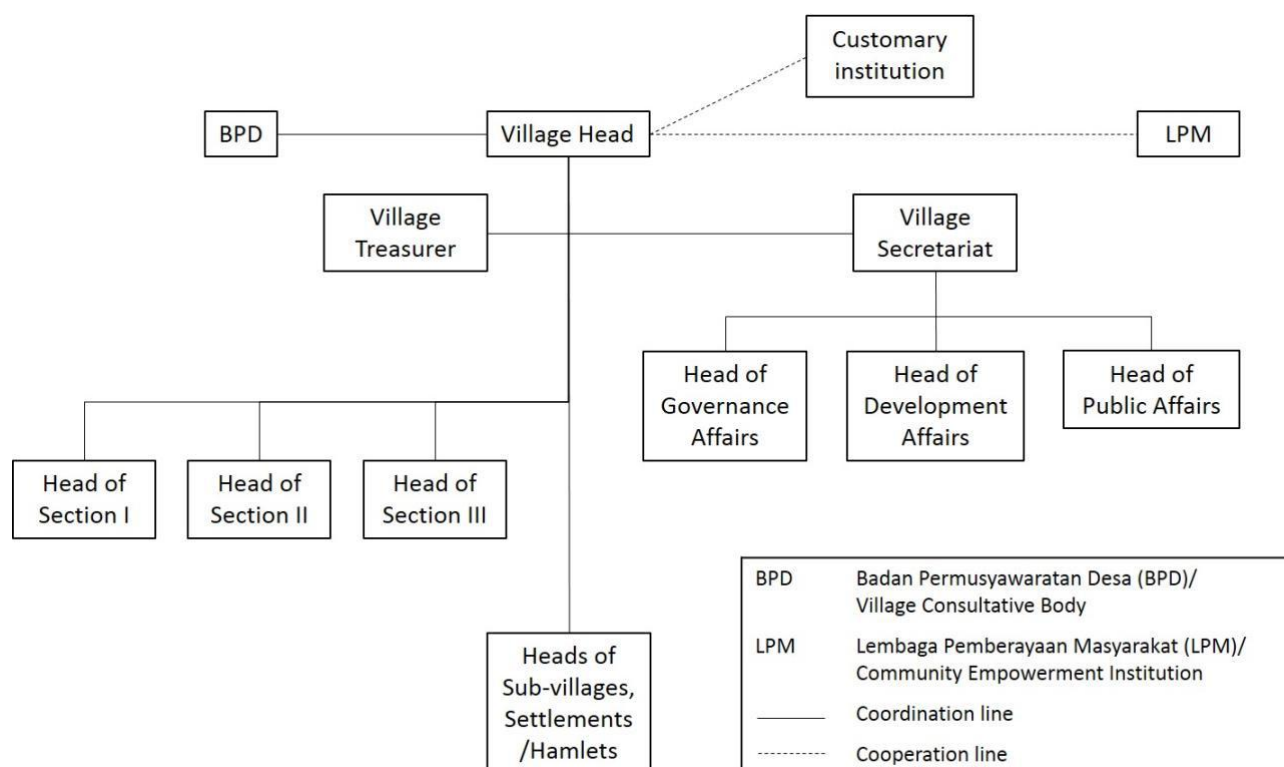 Customary
institution
BPD
Village Head
LPM
Village
Treasurer
Village
Secretariat
Head of
Governance
Affairs
Head of
Development
Affairs
Head of
Public Affairs
Head of
Section I
Head of
Section II
Head of
Section III
Heads of
Sub-villages,
Settlements
/Hamlets
BPD Badan Permusyawaratan Desa (BPD)/
Village Consultative Body
LPM Lembaga Pemberayaan Masyarakat (LPM)/
Community Empowerment Institution
Coordination line
Cooperation line